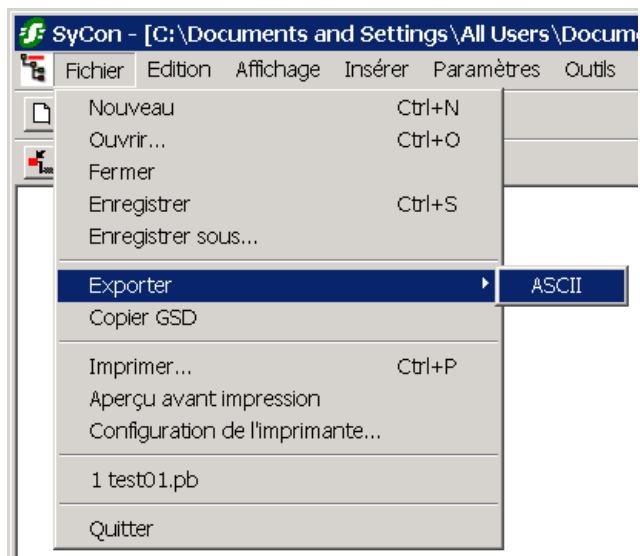 SyCon - [C:\Documents and Settings\All Users\Docum
Fichier Edition Affichage Insérer Paramètres Outils
Nouveau Ctrl+N
Ouvrir... Ctrl+O
Fermer
Enregistrer Ctrl+S
Enregistrer sous...
Exporter ASCII
Copier GSD
Imprimer... Ctrl+P
Aperçu avant impression
Configuration de l'imprimante...
1 test01.pb
Quitter